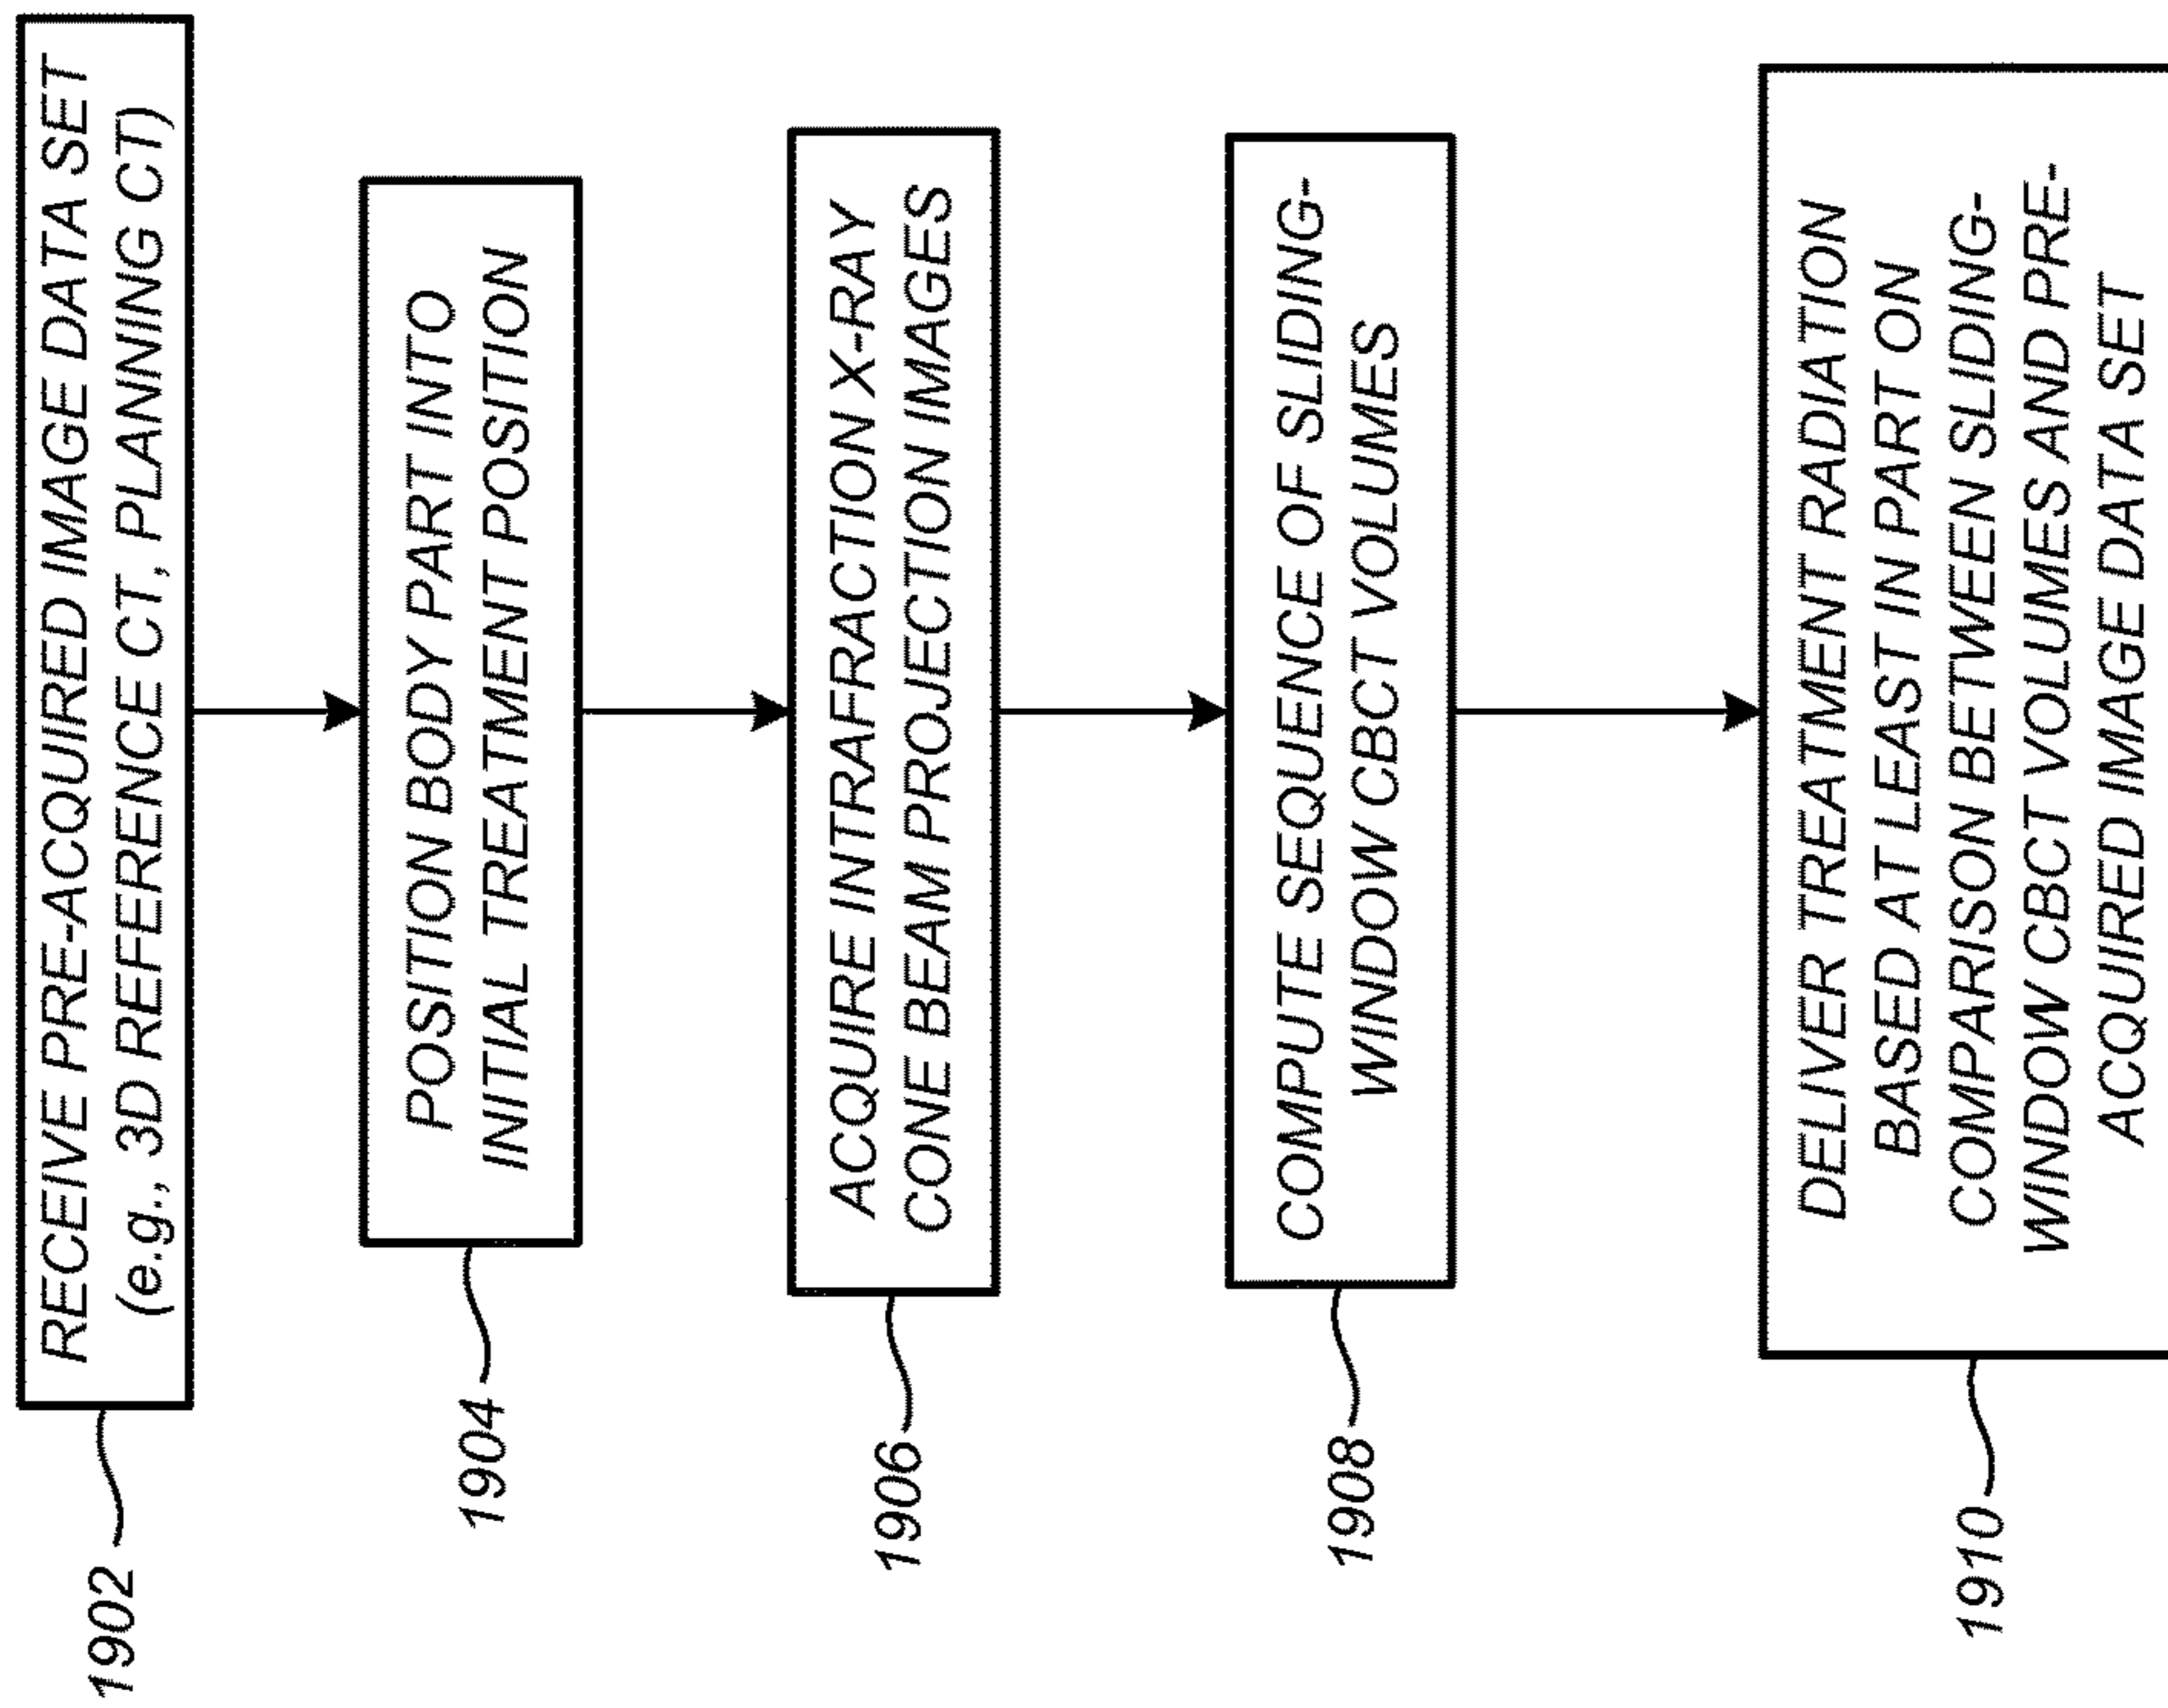 RECEIVE PRE-ACQUIRED IMAGE DATA SET
(e.g., 3D REFERENCE CT, PLANNING CT)
1902
POSITION BODY PART INTO
INITIAL TREATMENT POSITION
1904
ACQUIRE INTRAFRACTION X-RAY
CONE BEAM PROJECTION IMAGES
1906
COMPUTE SEQUENCE OF SLIDING-
WINDOW CBCT VOLUMES
1908
DELIVER TREATMENT RADIATION
BASED AT LEAST IN PART ON
COMPARISON BETWEEN SLIDING-
WINDOW CBCT VOLUMES AND PRE-
ACQUIRED IMAGE DATA SET
1910